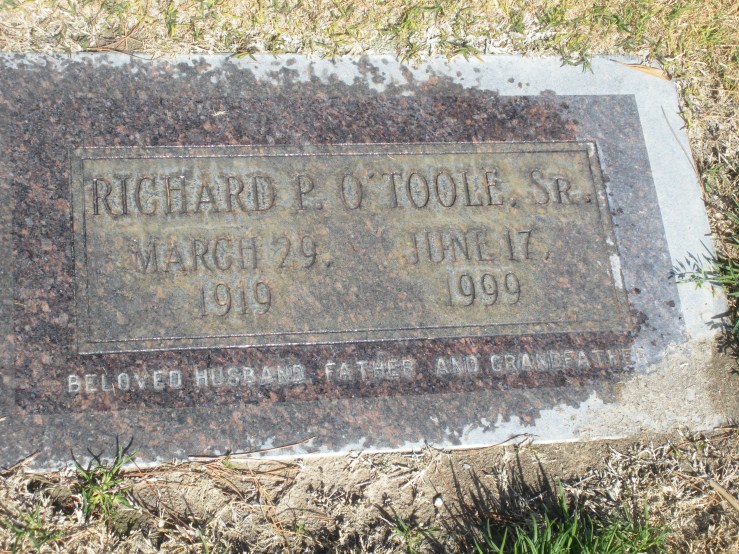 RICHARD P. O'TOOLE, SR.
MARCH 29, JUNE 17,
1919 1999
BELOVED HUSBAND, FATHER AND GRANDFATHER